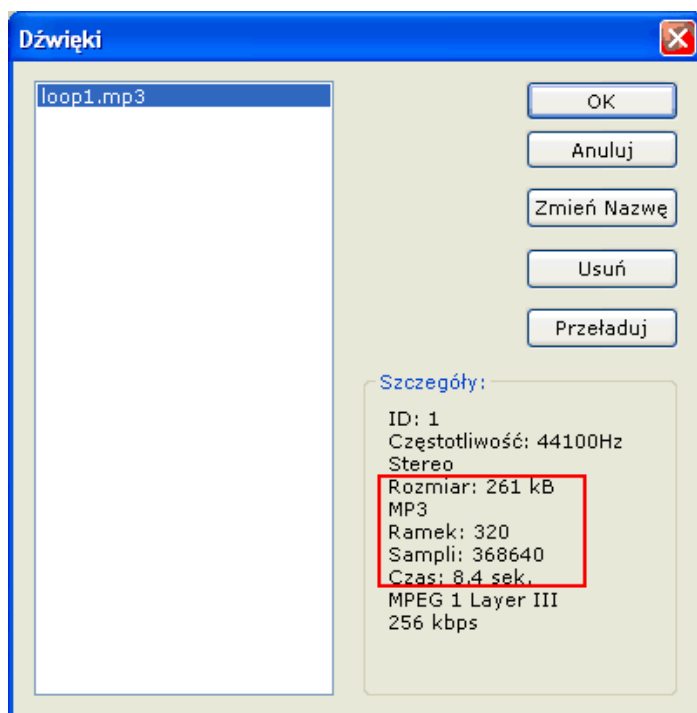 Dźwięki
loop1.mp3
OK
Anuluj
Zmień Nazwę
Usuń
Przeładuj
Szczegóły:
ID: 1
Częstotliwość: 44100Hz
Stereo
Rozmiar: 261 kB
MP3
Ramek: 320
Sampli: 368640
Czas: 8.4 sek.
MPEG 1 Layer III
256 kbps